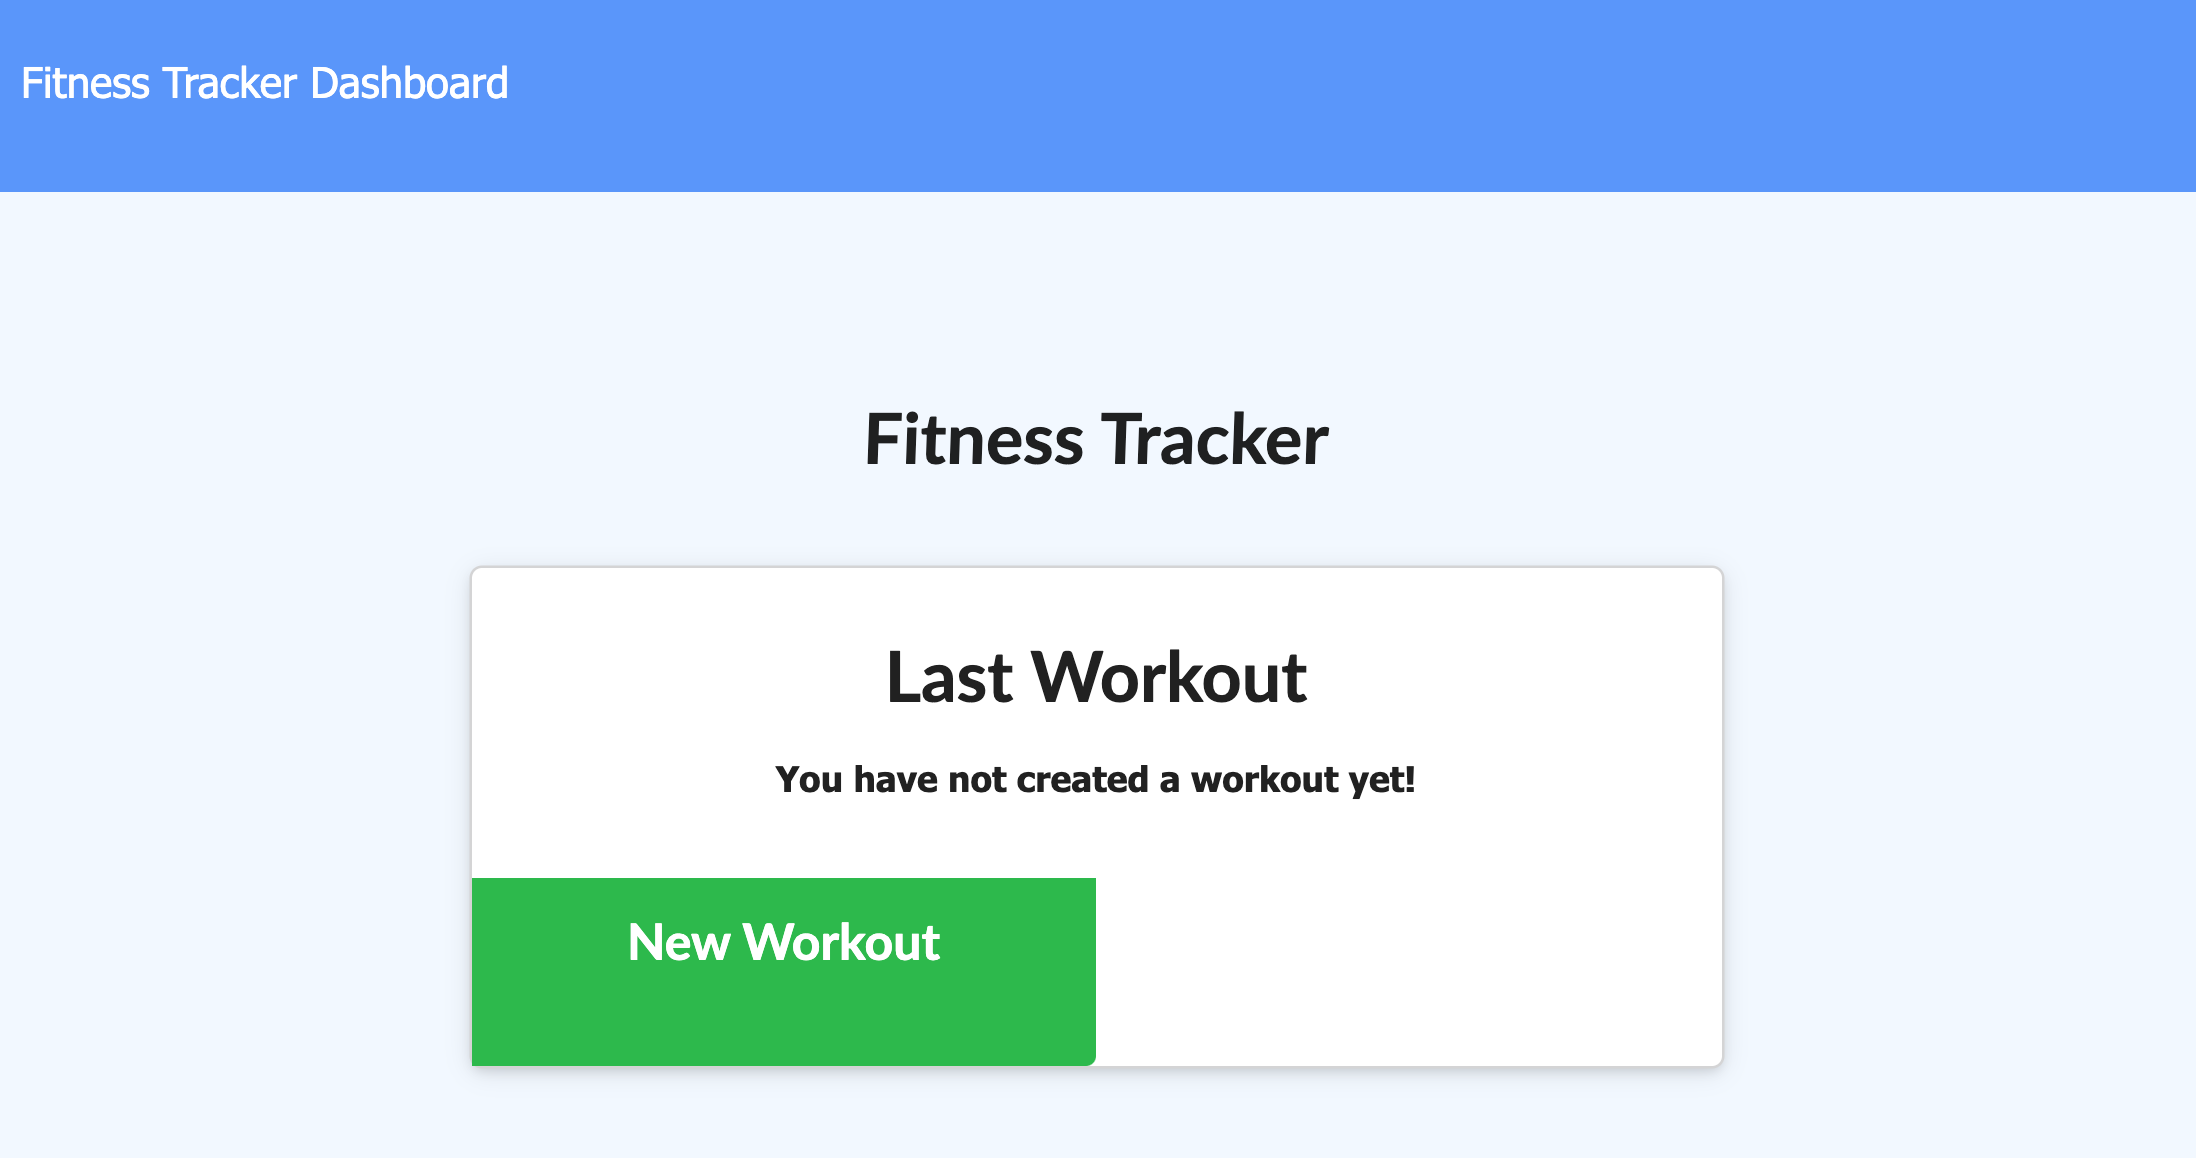 Fitness Tracker Dashboard
Fitness Tracker
Last Workout
You have not created a workout yet!
New Workout